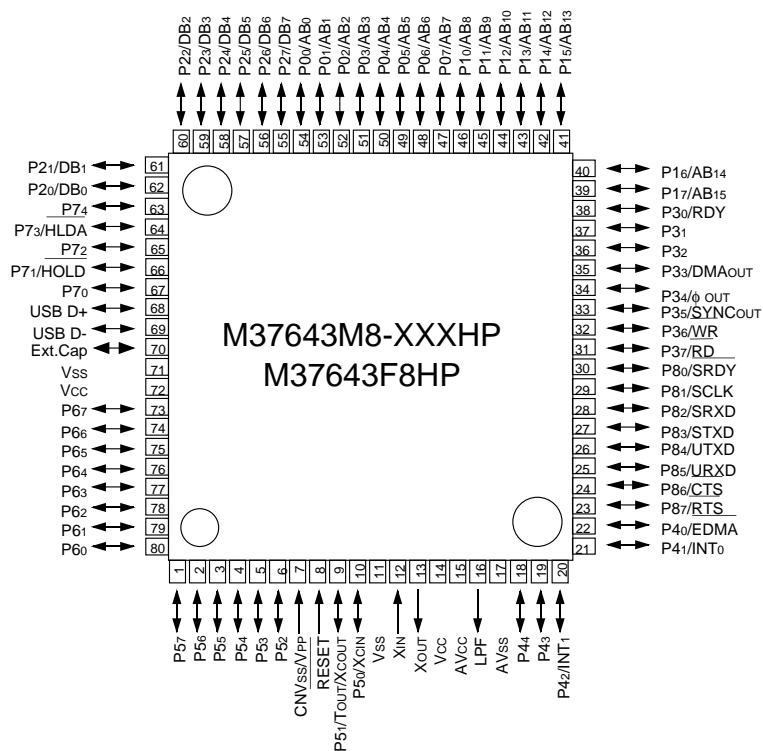 P22/DB2
P23/DB3
P24/DB4
P25/DB5
P26/DB6
P27/DB7
P00/AB0
P01/AB1
P02/AB2
P03/AB3
P04/AB4
P05/AB5
P06/AB6
P07/AB7
P10/AB8
P11/AB9
P12/AB10
P13/AB11
P14/AB12
P15/AB13
60 59 58 57 56 55 54 53 52 51 50 49 48 47 46 45 44 43 42 41
P21/DB1 61
P20/DB0 62
P74 63
P73/HLDA 64
P72 65
P71/HOLD 66
P70 67
USB D+ 68
USB D- 69
Ext.Cap 70
Vss 71
Vcc 72
P67 73
P66 74
P65 75
P64 76
P63 77
P62 78
P61 79
P60 80
M37643M8-XXXHP
M37643F8HP
40 P16/AB14
39 P17/AB15
38 P30/RDY
37 P31
36 P32
35 P33/DMAOUT
34 P34/ϕ OUT
33 P35/SYNCOUT
32 P36/WR
31 P37/RD
30 P80/SRDY
29 P81/SCLK
28 P82/SRXD
27 P83/STXD
26 P84/UTXD
25 P85/URXD
24 P86/CTS
23 P87/RTS
22 P40/EDMA
21 P41/INT0
1 2 3 4 5 6 7 8 9 10 11 12 13 14 15 16 17 18 19 20
P57
P56
P55
P54
P53
P52
CNVss/VPP
RESET
P51/TOUT/XCOUT
P50/XCIN
Vss
XIN
XOUT
Vcc
AVcc
LPF
AVss
P44
P43
P42/INT1